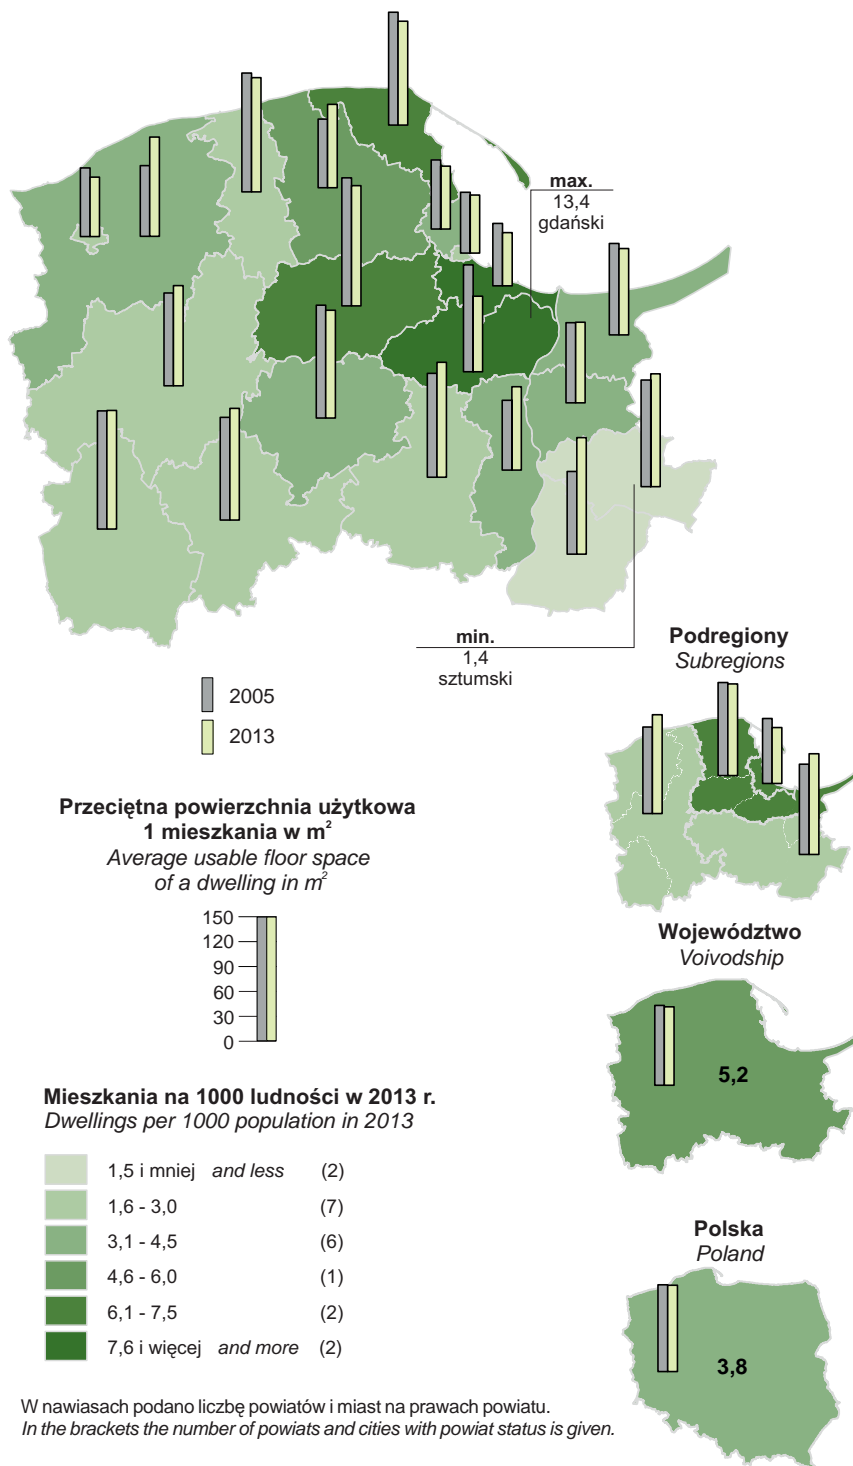 max.
13,4
gdański
min.
1,4
sztumski
2005
2013
Przeciętna powierzchnia użytkowa
1 mieszkania w m²
Average usable floor space
of a dwelling in m²
150
120
90
60
30
0
Mieszkania na 1000 ludności w 2013 r.
Dwellings per 1000 population in 2013
1,5 i mniej and less (2)
1,6 - 3,0 (7)
3,1 - 4,5 (6)
4,6 - 6,0 (1)
6,1 - 7,5 (2)
7,6 i więcej and more (2)
Podregiony
Subregions
Województwo
Voivodship
5,2
Polska
Poland
3,8
W nawiasach podano liczbę powiatów i miast na prawach powiatu.
In the brackets the number of powiats and cities with powiat status is given.